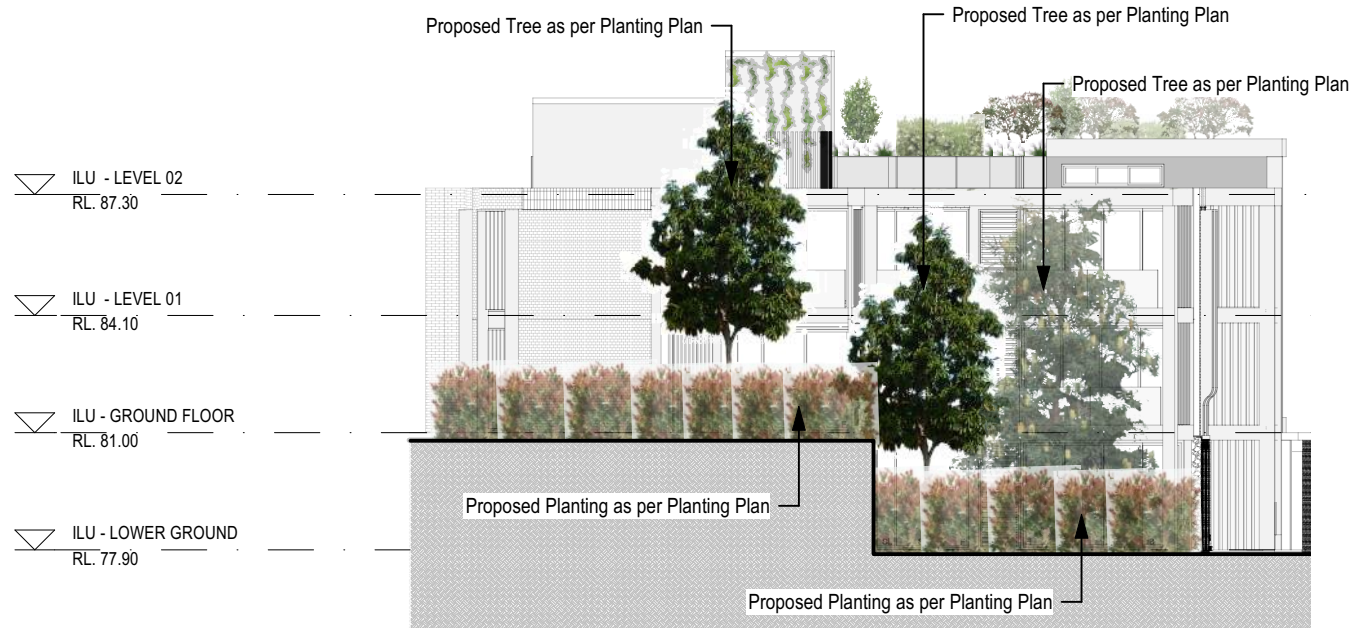 Proposed Tree as per Planting Plan
Proposed Tree as per Planting Plan
Proposed Tree as per Planting Plan
ILU - LEVEL 02
RL. 87.30
ILU - LEVEL 01
RL. 84.10
ILU - GROUND FLOOR
RL. 81.00
Proposed Planting as per Planting Plan
ILU - LOWER GROUND
RL. 77.90
Proposed Planting as per Planting Plan